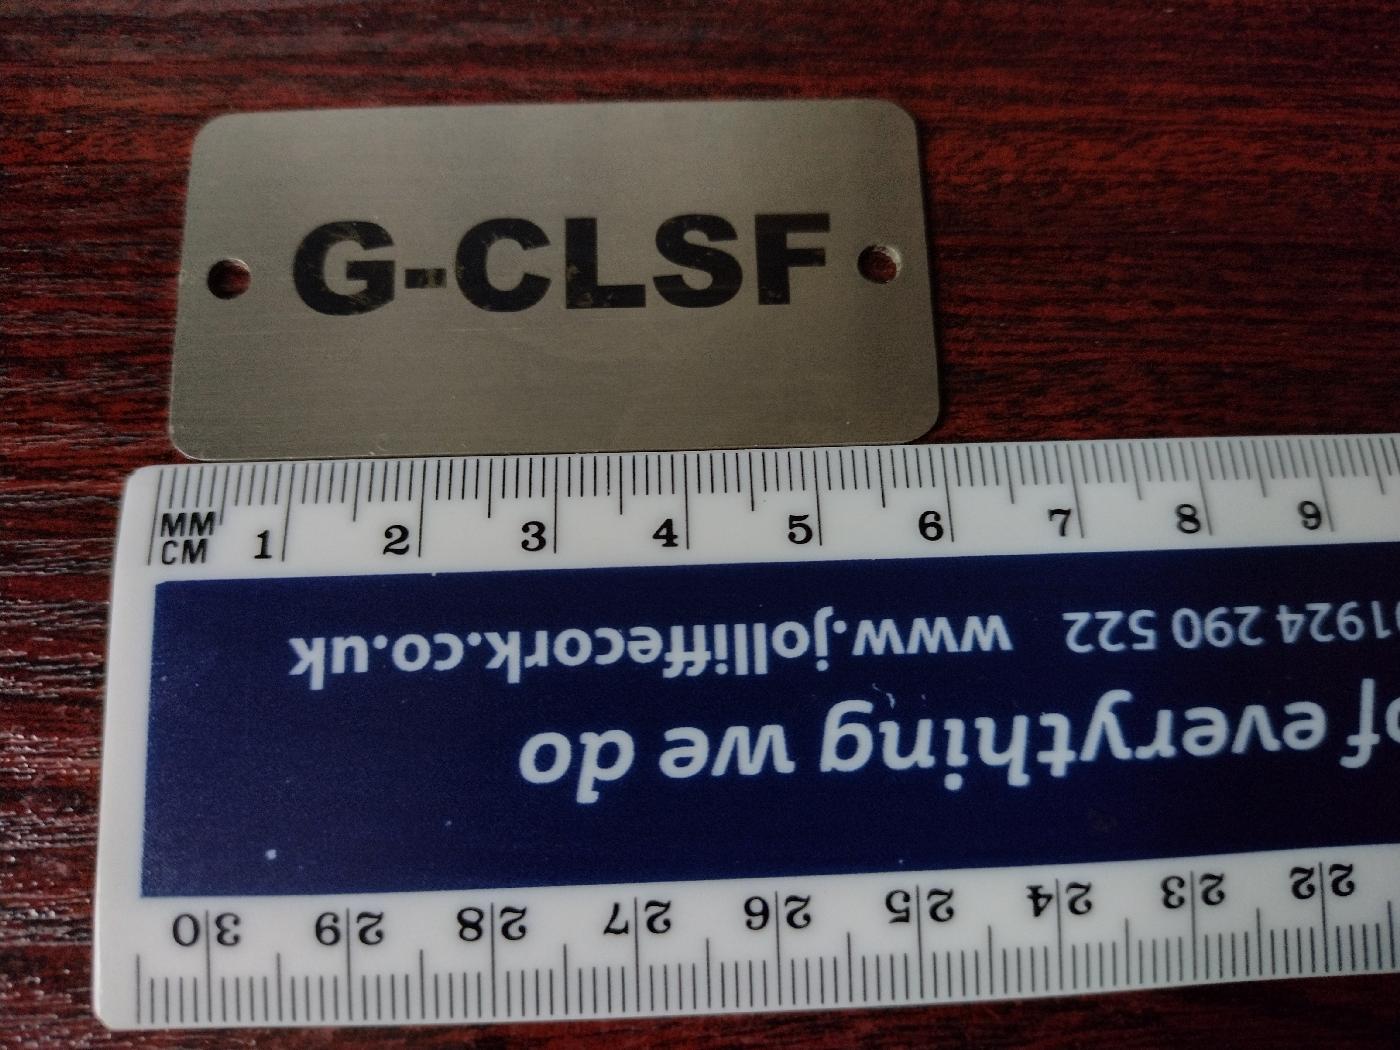 G-CLSF
MM
CM 1 2 3 4 5 6 7 8 9
1924 290 522 www.jolliffecork.co.uk
of everything we do
22 23 24 25 26 27 28 29 30